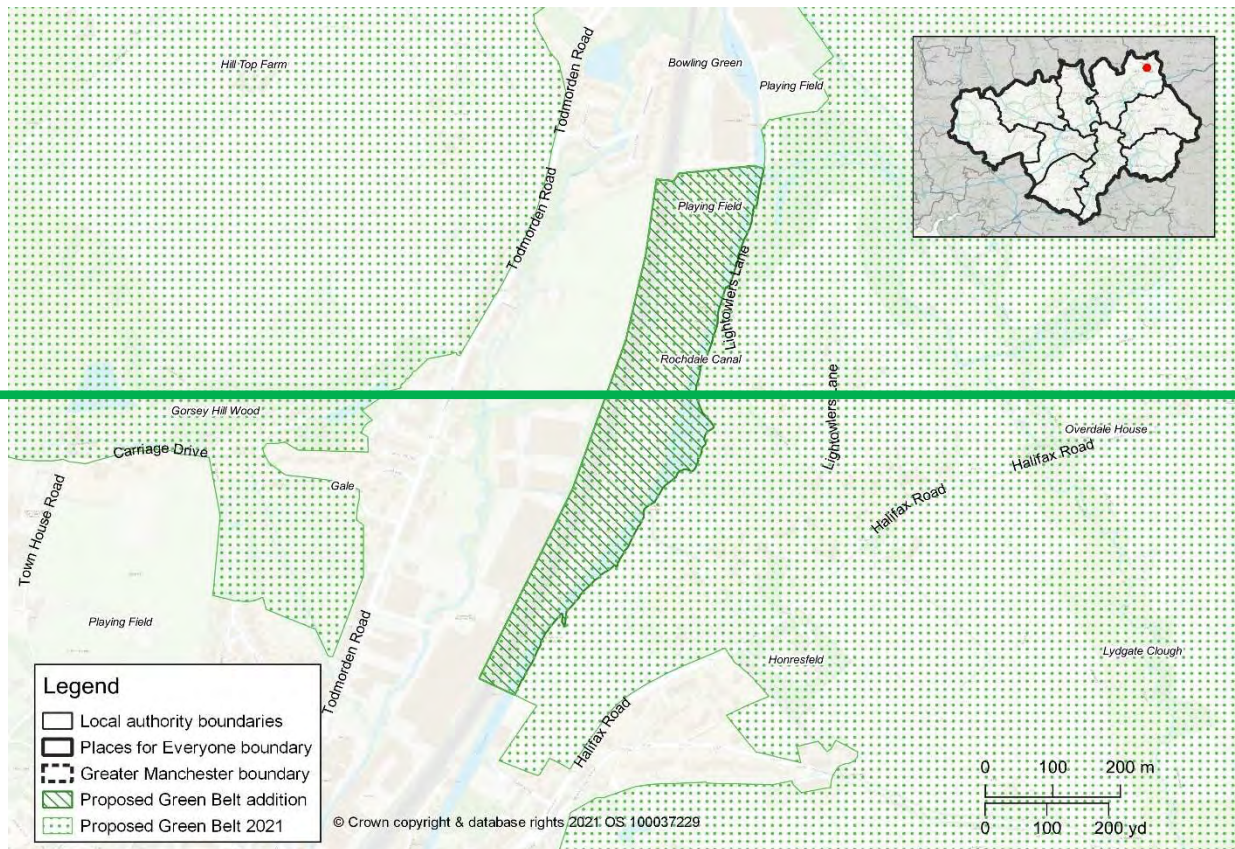 Hill Top Farm
Todmorden Road
Bowling Green
Playing Field
Todmorden Road
Playing Field
Lightowlers Lane
Rochdale Canal
Lightowlers Lane
Gorsey Hill Wood
Overdale House
Carriage Drive
Halifax Road
Gale
Halifax Road
Town House Road
Playing Field
Todmorden Road
Honresfeld
Lydgate Clough
Halifax Road
Legend
Local authority boundaries
Places for Everyone boundary
Greater Manchester boundary
Proposed Green Belt addition
Proposed Green Belt 2021
© Crown copyright & database rights 2021 OS 100037229
0 100 200 m
0 100 200 yd